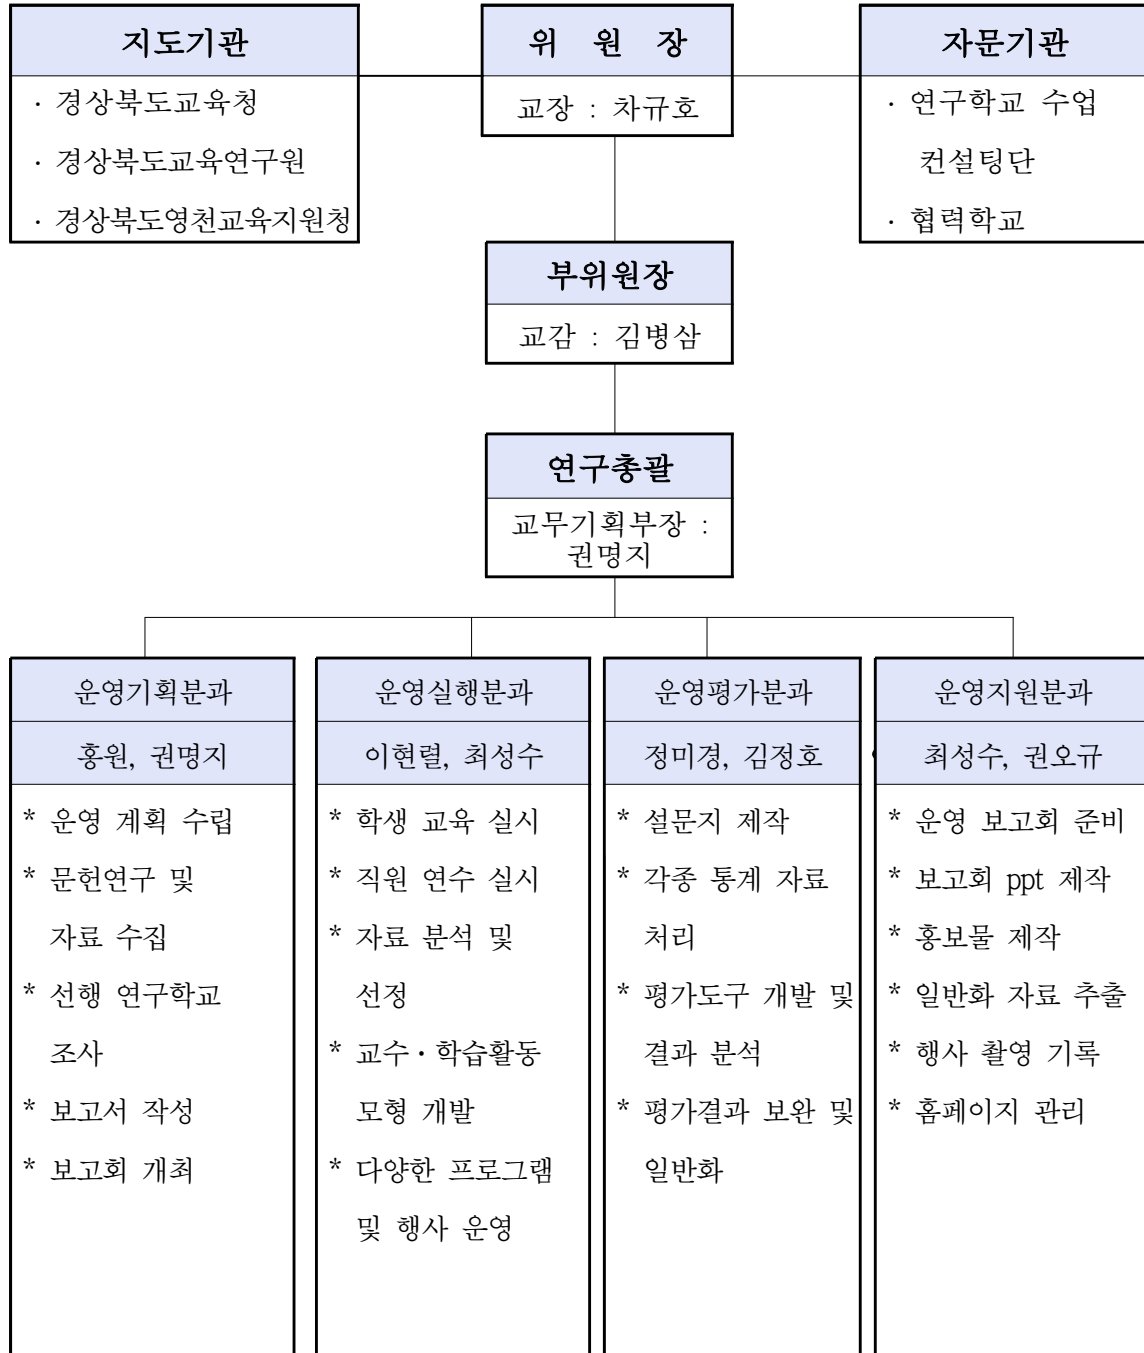 지도기관
· 경상북도교육청
· 경상북도교육연구원
· 경상북도영천교육지원청
위 원 장
교장 : 차규호
자문기관
· 연구학교 수업
컨설팅단
· 협력학교
부위원장
교감 : 김병삼
연구총괄
교무기획부장 :
권명지
운영기획분과
홍원, 권명지
* 운영 계획 수립
* 문헌연구 및
자료 수집
* 선행 연구학교
조사
* 보고서 작성
* 보고회 개최
운영실행분과
이현렬, 최성수
* 학생 교육 실시
* 직원 연수 실시
* 자료 분석 및
선정
* 교수·학습활동
모형 개발
* 다양한 프로그램
및 행사 운영
운영평가분과
정미경, 김정호
* 설문지 제작
* 각종 통계 자료
처리
* 평가도구 개발 및
결과 분석
* 평가결과 보완 및
일반화
운영지원분과
최성수, 권오규
* 운영 보고회 준비
* 보고회 ppt 제작
* 홍보물 제작
* 일반화 자료 추출
* 행사 촬영 기록
* 홈페이지 관리